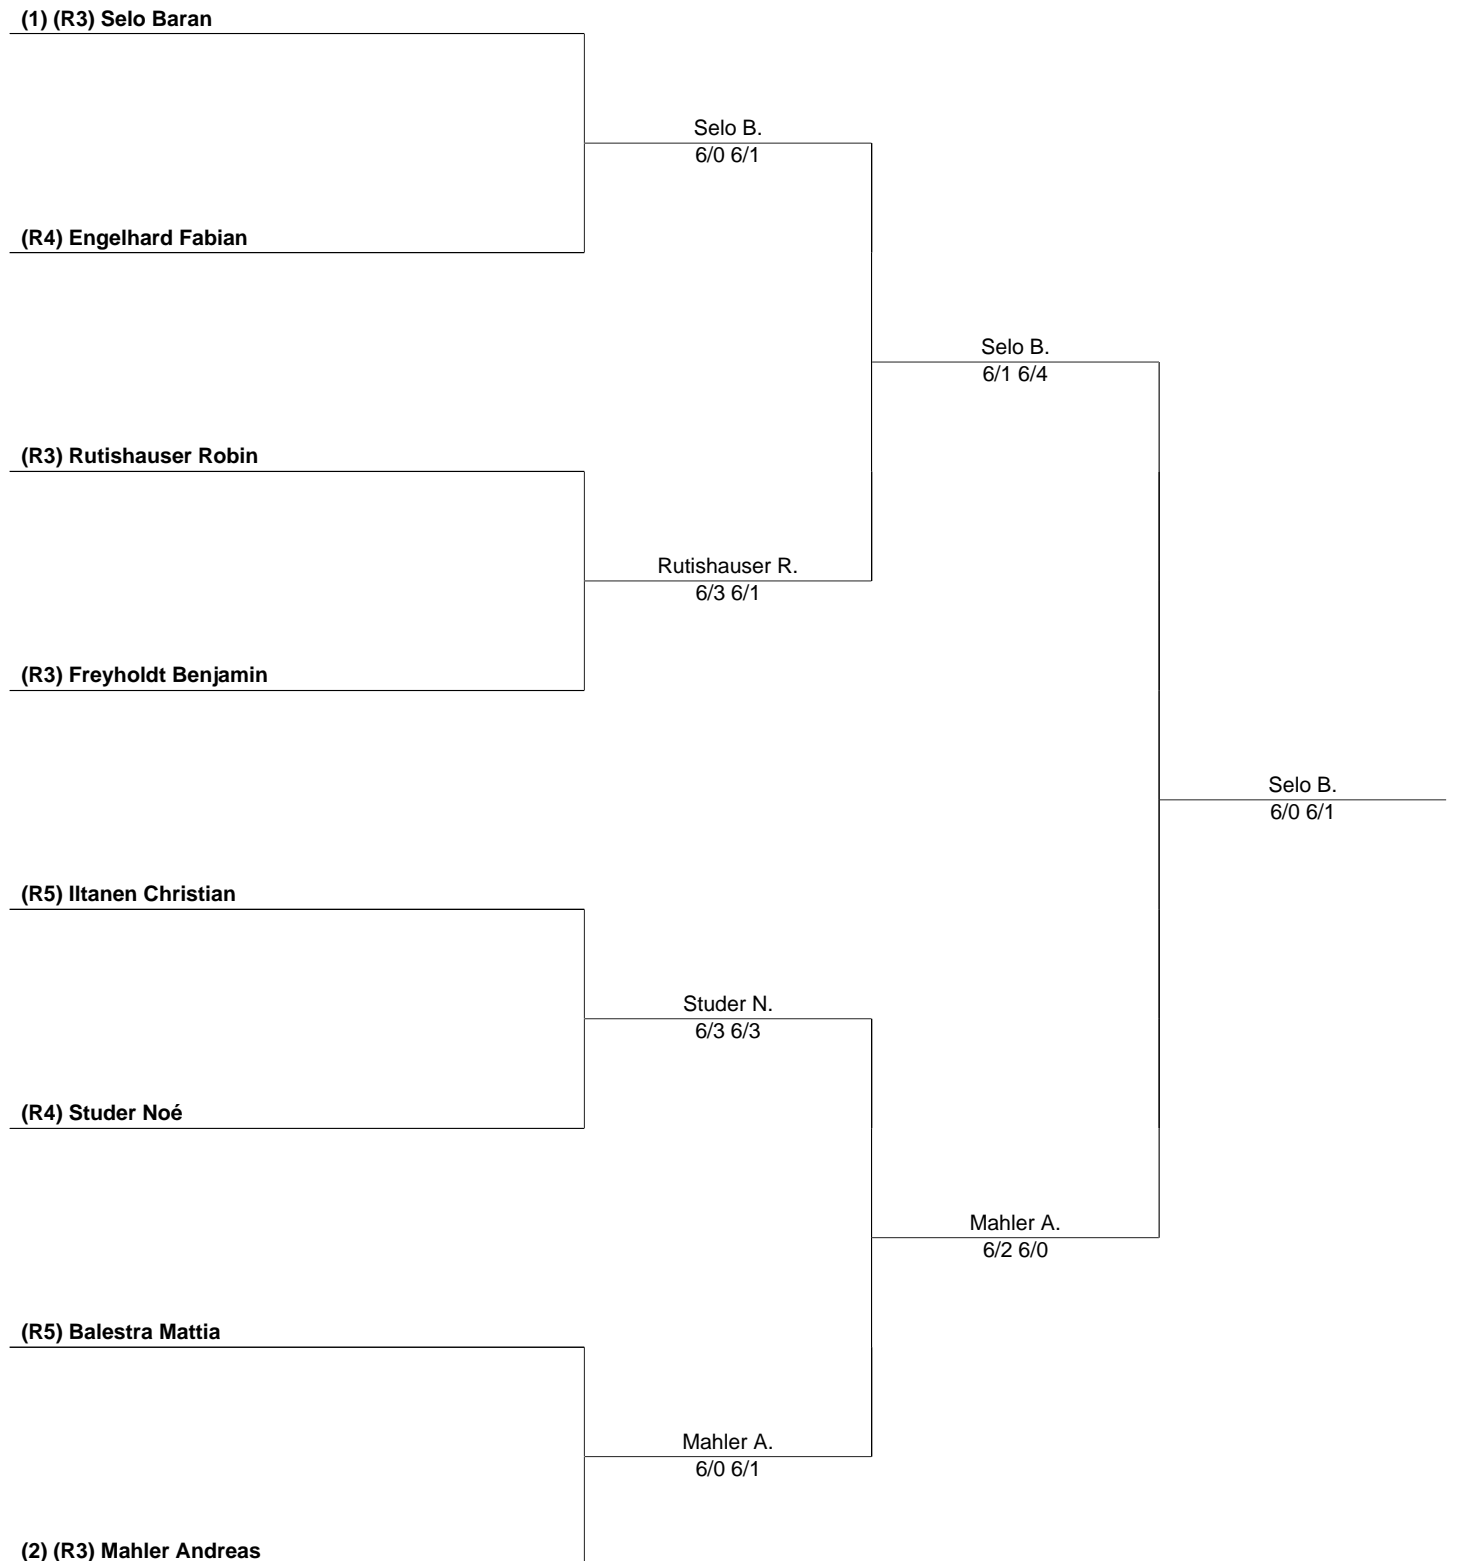 (1) (R3) Selo Baran
Selo B.
6/0 6/1
(R4) Engelhard Fabian
Selo B.
6/1 6/4
(R3) Rutishauser Robin
Rutishauser R.
6/3 6/1
(R3) Freyholdt Benjamin
Selo B.
6/0 6/1
(R5) Iltanen Christian
Studer N.
6/3 6/3
(R4) Studer Noé
Mahler A.
6/2 6/0
(R5) Balestra Mattia
Mahler A.
6/0 6/1
(2) (R3) Mahler Andreas